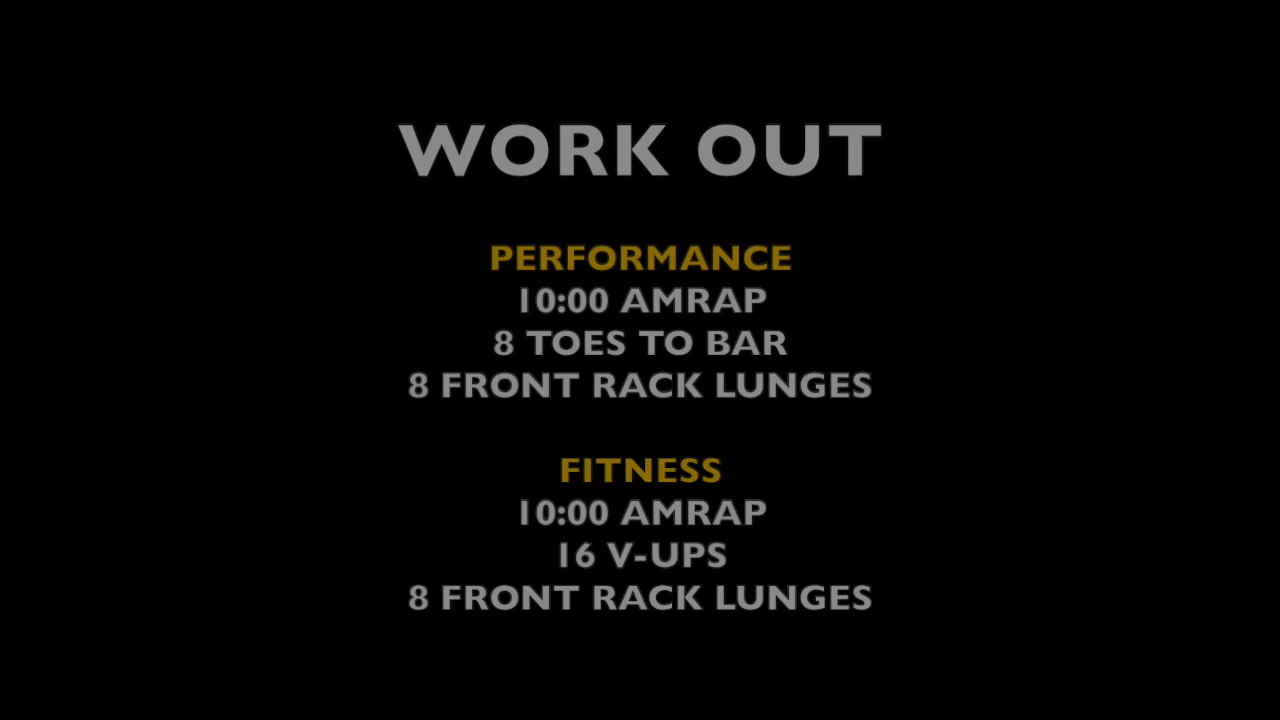 WORK OUT
PERFORMANCE
10:00 AMRAP
8 TOES TO BAR
8 FRONT RACK LUNGES
FITNESS
10:00 AMRAP
16 V-UPS
8 FRONT RACK LUNGES